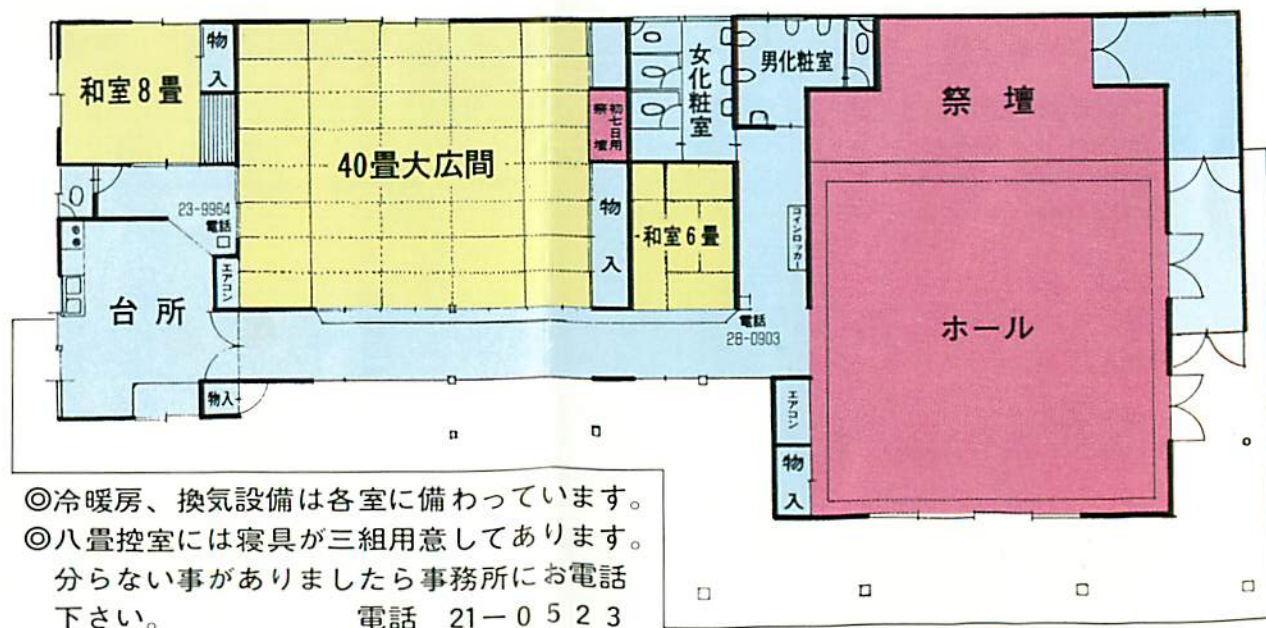 和室8畳
物入
40畳大広間
初七日用祭壇
女化粧室
男化粧室
祭壇
23-9964
電話
エアコン
物入
和室6畳
コインロッカー
台所
電話
28-0903
ホール
物入
エアコン
物入
◎冷暖房、換気設備は各室に備わっています。
◎八畳控室には寝具が三組用意してあります。
分らない事がありましたら事務所にお電話
下さい。 電話 21-0523